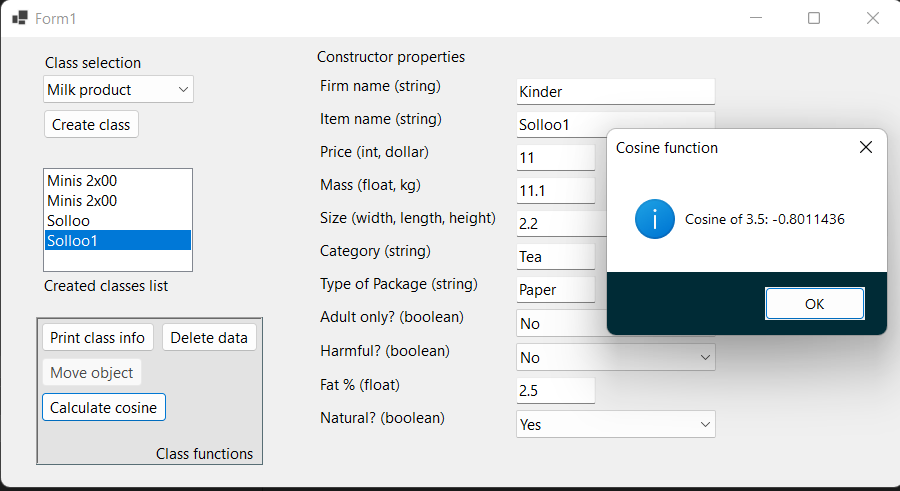 Form1
Class selection
Milk product
Create class
Minis 2x00
Minis 2x00
Solloo
Solloo1
Created classes list
Print class info
Delete data
Move object
Calculate cosine
Class functions
Constructor properties
Firm name (string)
Kinder
Item name (string)
Solloo1
Price (int, dollar)
11
Mass (float, kg)
11.1
Size (width, length, height)
2.2
Category (string)
Tea
Type of Package (string)
Paper
Adult only? (boolean)
No
Harmful? (boolean)
No
Fat % (float)
2.5
Natural? (boolean)
Yes
Cosine function
Cosine of 3.5: -0.8011436
OK